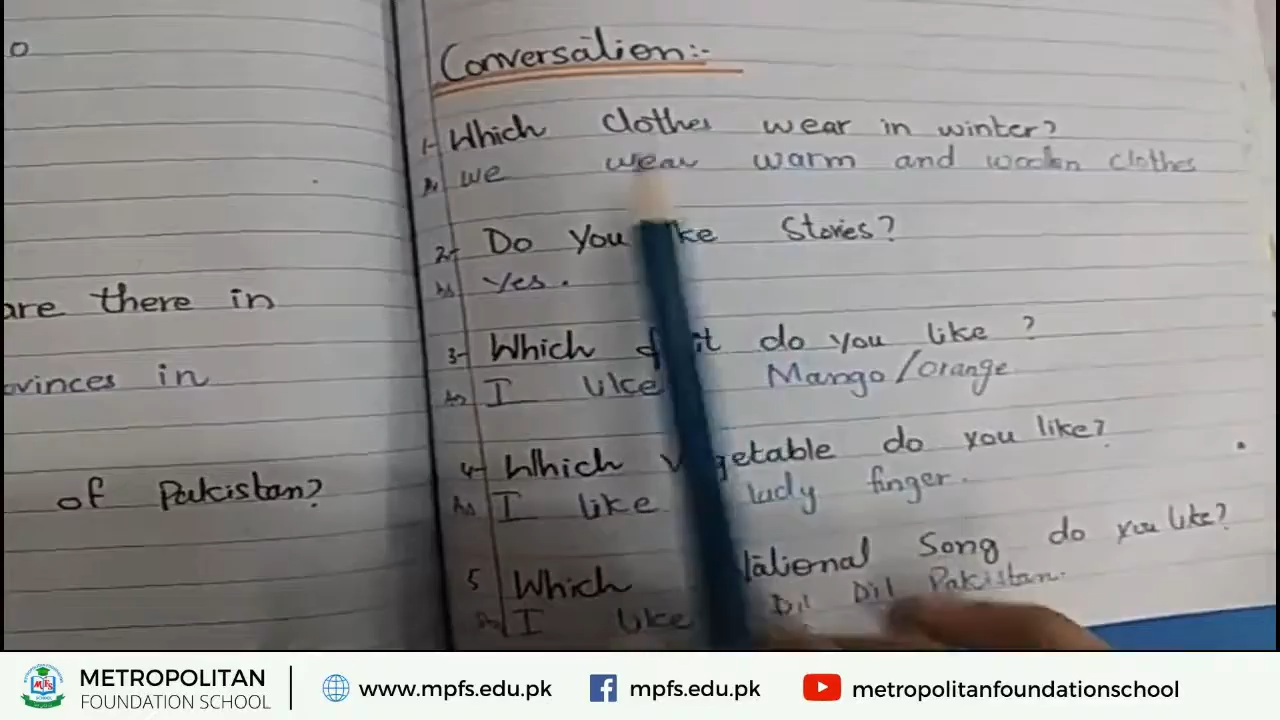 o
are there in
ovinces in
of Pakistan?
Conversation:-
1- Which clothes wear in winter?
As we wear warm and woolen clothes
2- Do you ke Stories?
As Yes.
3- Which f it do you like ?
As I like Mango/orange
4- Which v getable do you like?
As I like lady finger.
5 Which National Song do you like?
As I like Dil Dil Pakistan.
MPFS
METROPOLITAN
FOUNDATION SCHOOL
www.mpfs.edu.pk
mpfs.edu.pk
metropolitanfoundationschool